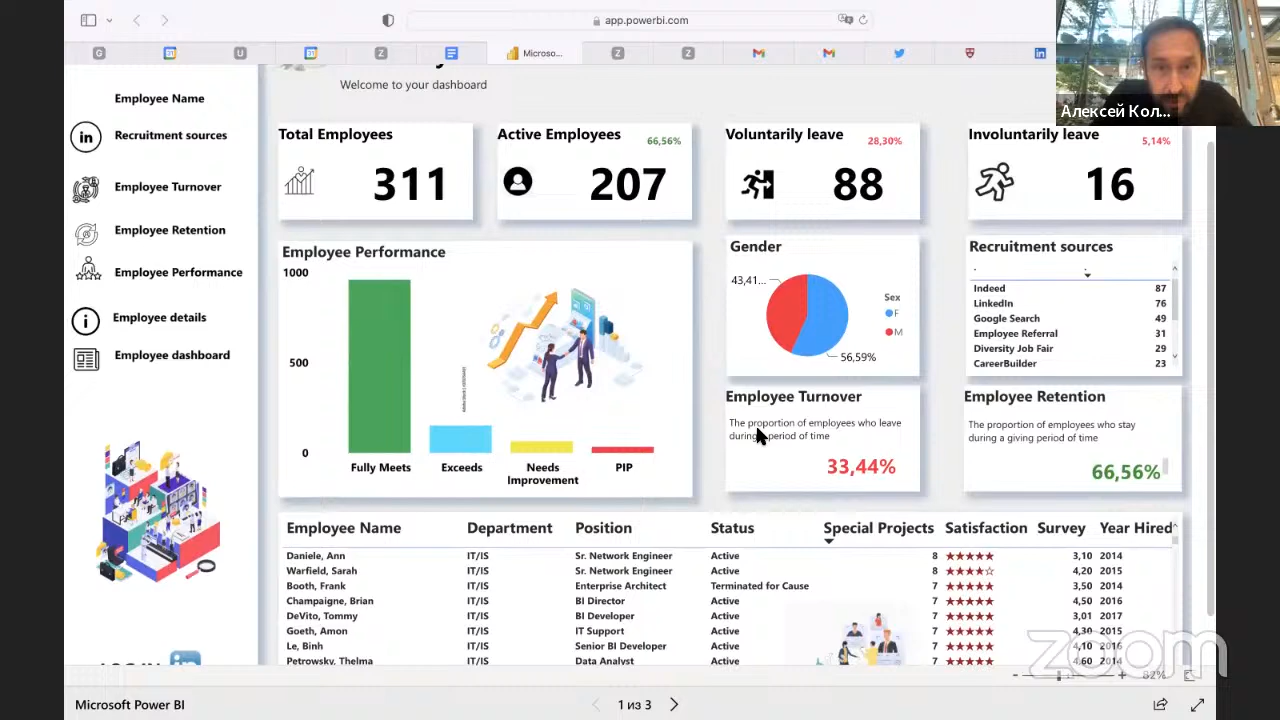 app.powerbi.com
G
U
Z
Microso...
Z
Z
Алексей Кол...
Welcome to your dashboard
Employee Name
Recruitment sources
Employee Turnover
Employee Retention
Employee Performance
Employee details
Employee dashboard
Total Employees
311
Active Employees
66,56%
207
Voluntarily leave
28,30%
88
Involuntarily leave
5,14%
16
Employee Performance
1000
500
0
Fully Meets
Exceeds
Needs
Improvement
PIP
Gender
43,41...
56,59%
Sex
F
M
Recruitment sources
Indeed 87
LinkedIn 76
Google Search 49
Employee Referral 31
Diversity Job Fair 29
CareerBuilder 23
Employee Turnover
The proportion of employees who leave
during period of time
33,44%
Employee Retention
The proportion of employees who stay
during a giving period of time
66,56%
Employee Name Department Position Status Special Projects Satisfaction Survey Year Hired
Daniele, Ann IT/IS Sr. Network Engineer Active 8 ★★★★★ 3,10 2014
Warfield, Sarah IT/IS Sr. Network Engineer Active 8 ★★★★☆ 4,20 2015
Booth, Frank IT/IS Enterprise Architect Terminated for Cause 7 ★★★★★ 3,50 2014
Champaigne, Brian IT/IS BI Director Active 7 ★★★★★ 4,50 2016
DeVito, Tommy IT/IS BI Developer Active 7 ★★★★★ 3,01 2017
Goeth, Amon IT/IS IT Support Active 7 ★★★★★ 4,30 2015
Le, Binh IT/IS Senior BI Developer Active 7 ★★★★★ 4,10 2016
Petrowsky, Thelma IT/IS Data Analyst Active 7 ★★★★★ 4,60 2014
LOG IN
zoom
82%
Microsoft Power BI
1 из 3